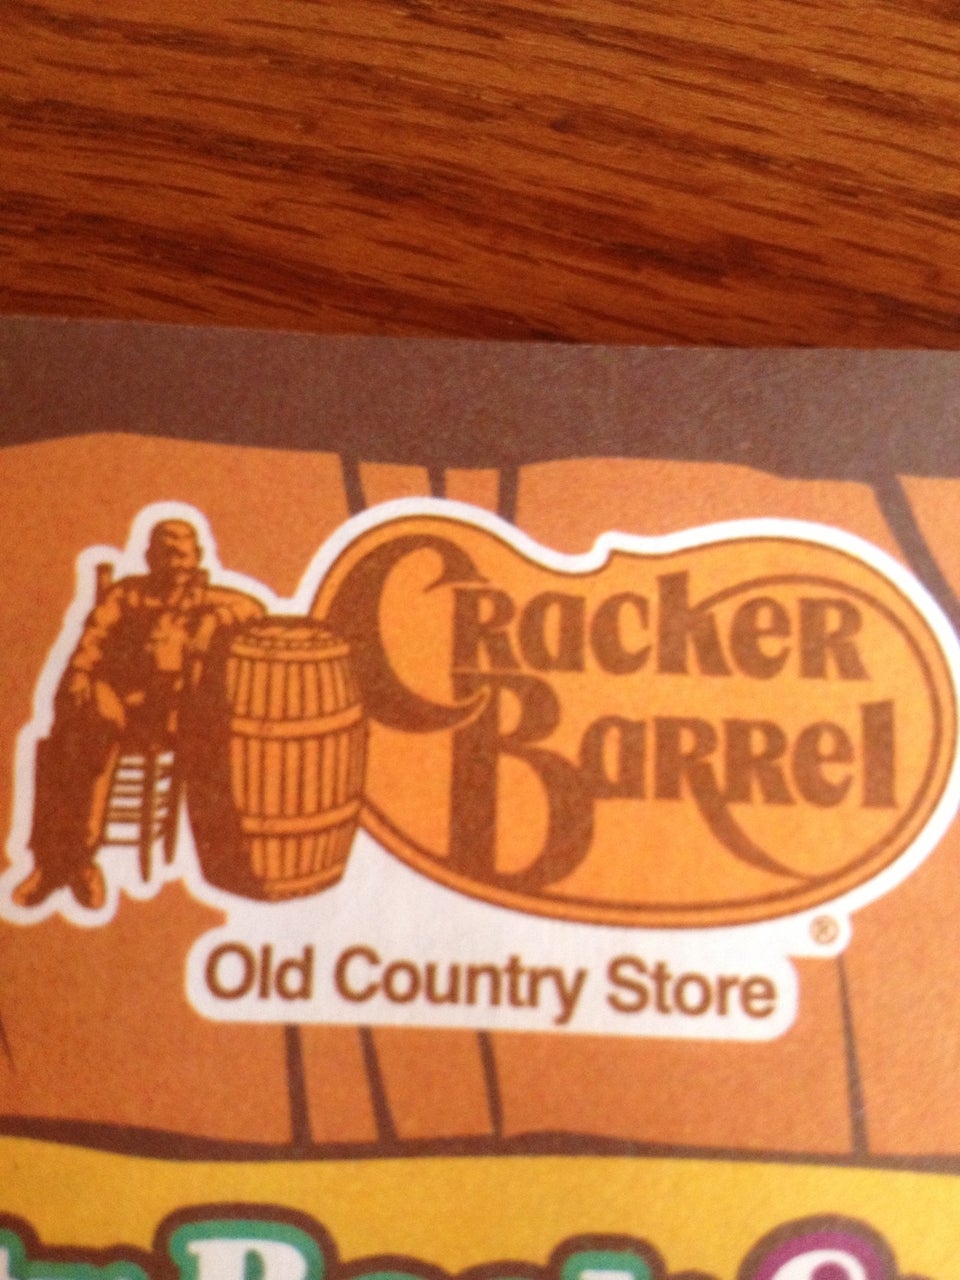 Cracker
Barrel
®
Old Country Store